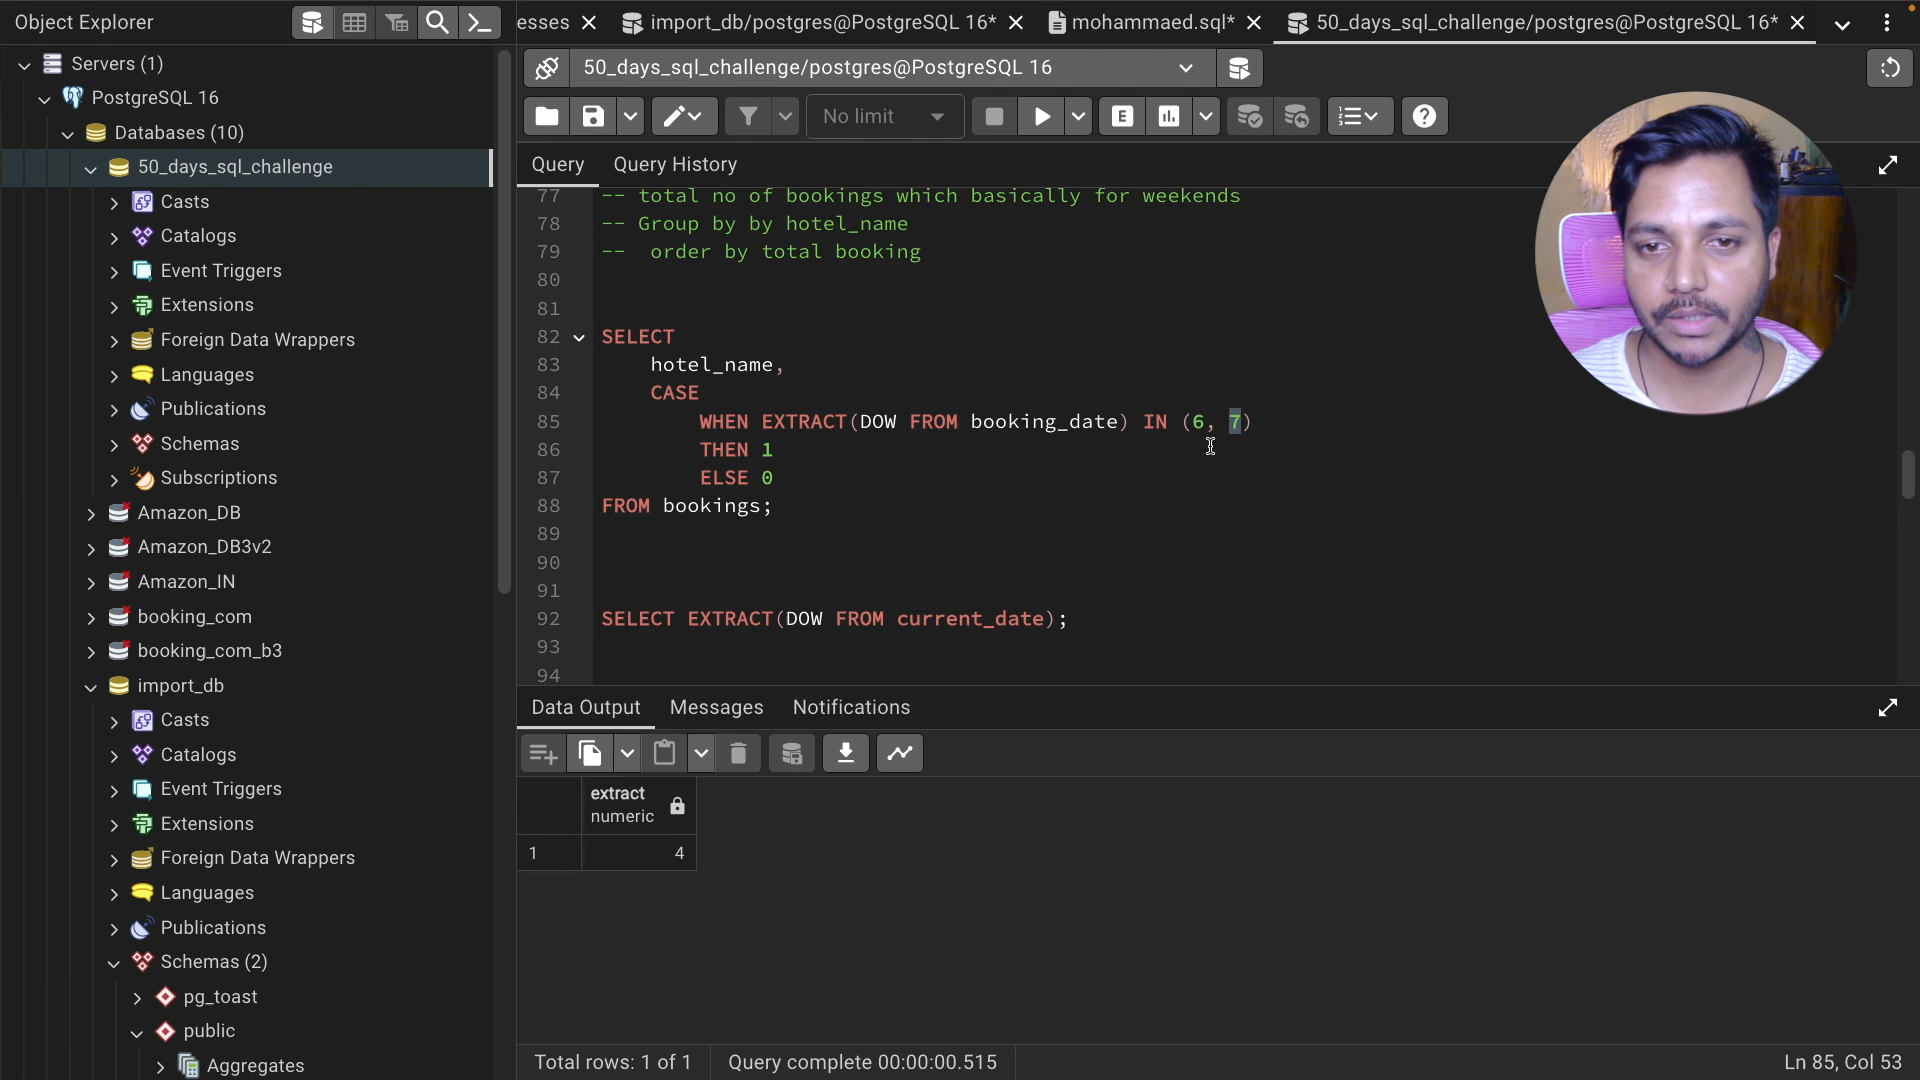 Object Explorer
esses
import_db/postgres@PostgreSQL 16*
mohammaed.sql*
50_days_sql_challenge/postgres@PostgreSQL 16*
Servers (1)
PostgreSQL 16
Databases (10)
50_days_sql_challenge
Casts
Catalogs
Event Triggers
Extensions
Foreign Data Wrappers
Languages
Publications
Schemas
Subscriptions
Amazon_DB
Amazon_DB3v2
Amazon_IN
booking_com
booking_com_b3
import_db
Casts
Catalogs
Event Triggers
Extensions
Foreign Data Wrappers
Languages
Publications
Schemas (2)
pg_toast
public
Aggregates
50_days_sql_challenge/postgres@PostgreSQL 16
No limit
E
Query Query History
77 -- total no of bookings which basically for weekends
78 -- Group by by hotel_name
79 --  order by total booking
80
81
82 SELECT
83 hotel_name,
84 CASE
85 WHEN EXTRACT(DOW FROM booking_date) IN (6, 7)
86 THEN 1
87 ELSE 0
88 FROM bookings;
89
90
91
92 SELECT EXTRACT(DOW FROM current_date);
93
94
Data Output Messages Notifications
extract
numeric
1 4
Total rows: 1 of 1 Query complete 00:00:00.515 Ln 85, Col 53